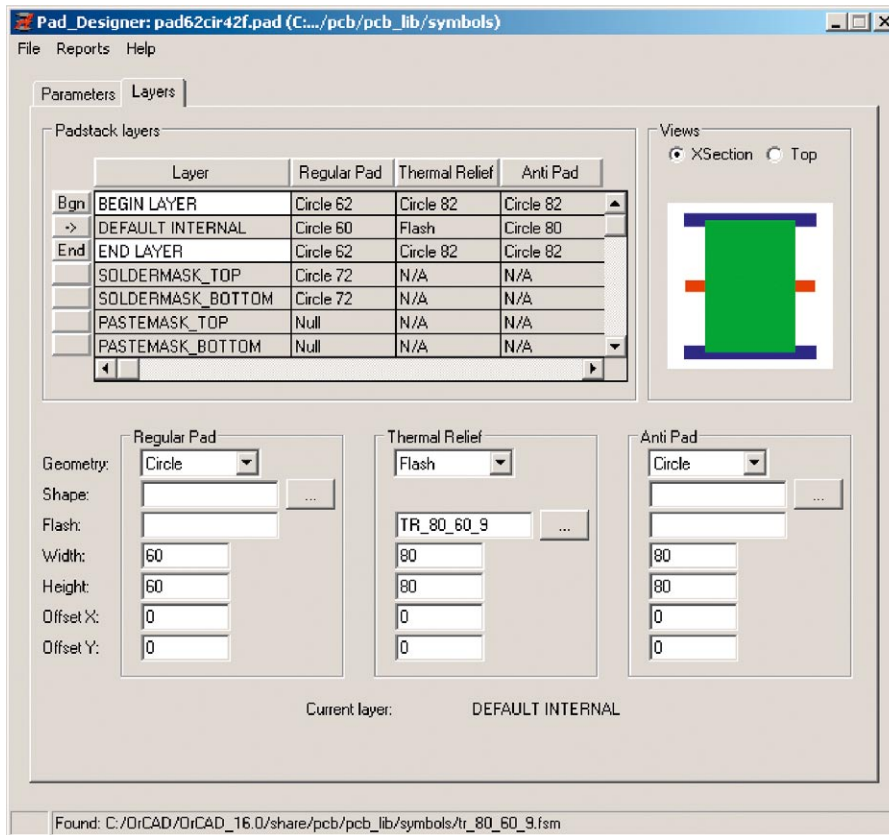 Pad_Designer: pad62cir42f.pad (C:.../pcb/pcb_lib/symbols)
File Reports Help
Parameters Layers
Padstack layers
Views
XSection Top
Layer Regular Pad Thermal Relief Anti Pad
Bgn BEGIN LAYER Circle 62 Circle 82 Circle 82
-> DEFAULT INTERNAL Circle 60 Flash Circle 80
End END LAYER Circle 62 Circle 82 Circle 82
SOLDERMASK_TOP Circle 72 N/A N/A
SOLDERMASK_BOTTOM Circle 72 N/A N/A
PASTEMASK_TOP Null N/A N/A
PASTEMASK_BOTTOM Null N/A N/A
Regular Pad Thermal Relief Anti Pad
Geometry: Circle Flash Circle
Shape: ... ...
Flash: TR_80_60_9 ...
Width: 60 80 80
Height: 60 80 80
Offset X: 0 0 0
Offset Y: 0 0 0
Current layer: DEFAULT INTERNAL
Found: C:/OrCAD/OrCAD_16.0/share/pcb/pcb_lib/symbols/tr_80_60_9.fsm